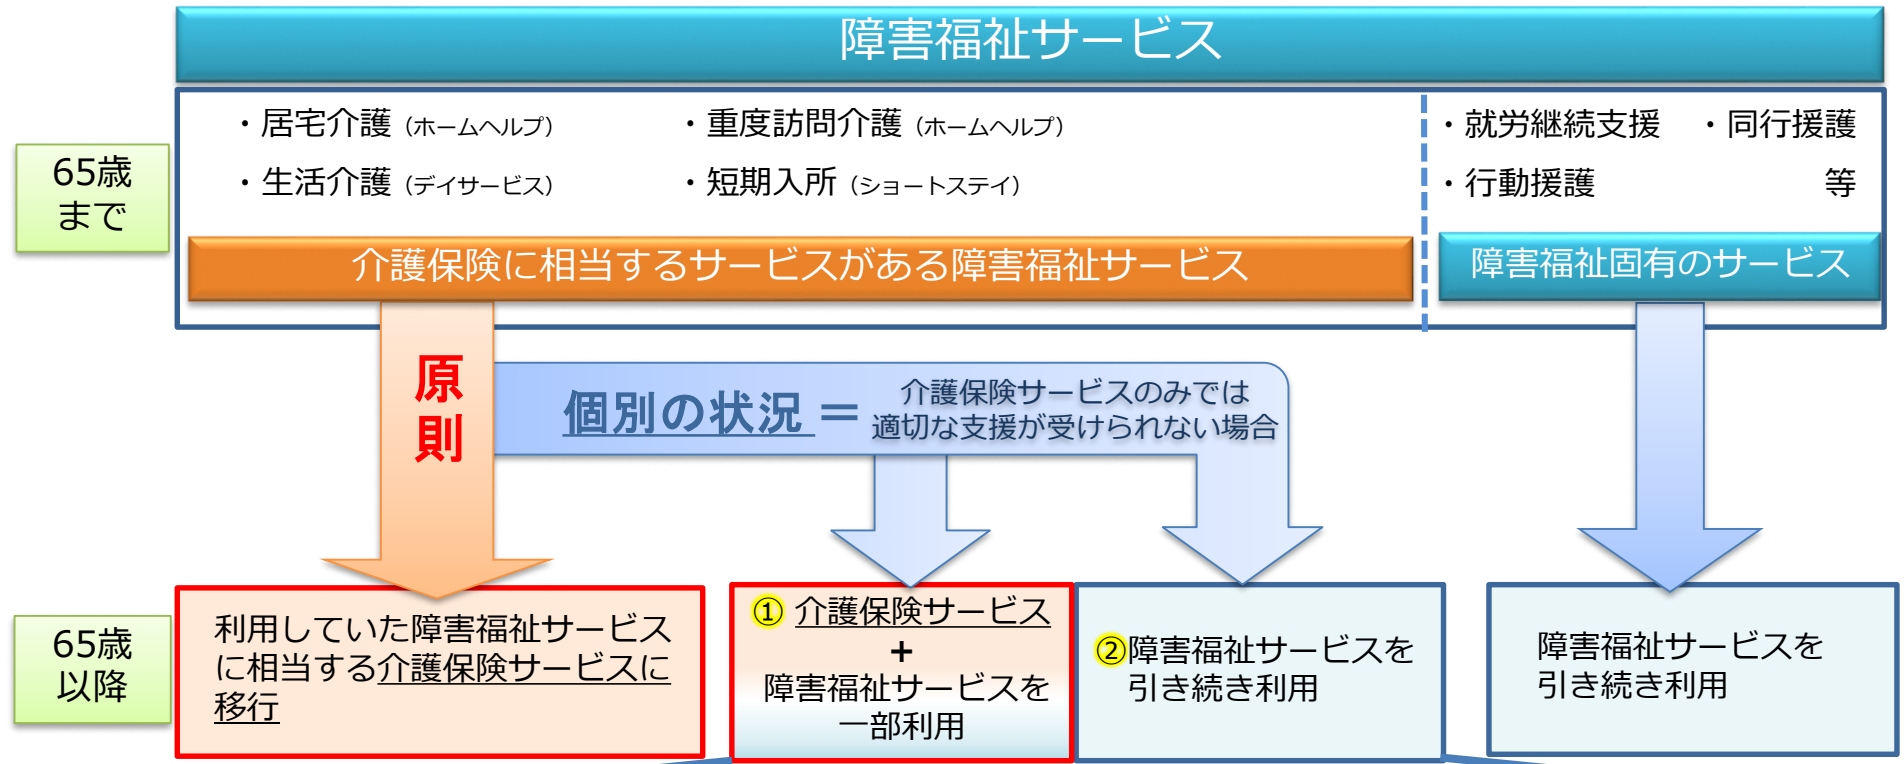 障害福祉サービス
65歳
まで
・居宅介護（ホームヘルプ）
・重度訪問介護（ホームヘルプ）
・生活介護（デイサービス）
・短期入所（ショートステイ）
・就労継続支援 ・同行援護
・行動援護 等
介護保険に相当するサービスがある障害福祉サービス
障害福祉固有のサービス
原
則
個別の状況＝
介護保険サービスのみでは
適切な支援が受けられない場合
65歳
以降
利用していた障害福祉サービス
に相当する介護保険サービスに
移行
① 介護保険サービス
+
障害福祉サービスを
一部利用
②障害福祉サービスを
引き続き利用
障害福祉サービスを
引き続き利用